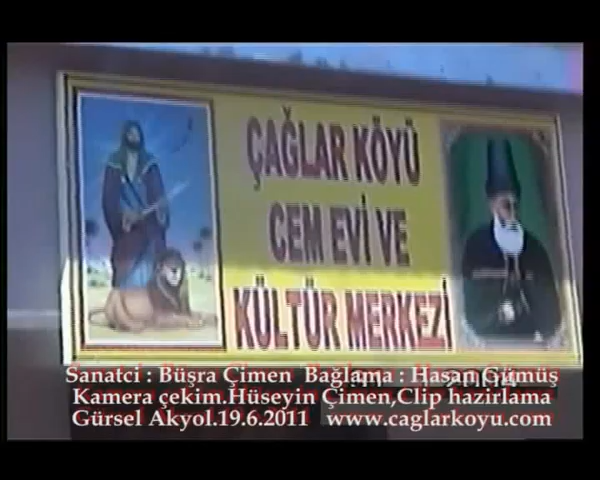 ÇAĞLAR KÖYÜ
CEM EVİ VE
KÜLTÜR MERKEZİ
Sanatci : Büşra Çimen Bağlama : Hasan Gümüş
Kamera çekim.Hüseyin Çimen,Clip hazirlama
Gürsel Akyol.19.6.2011 www.caglarkoyu.com